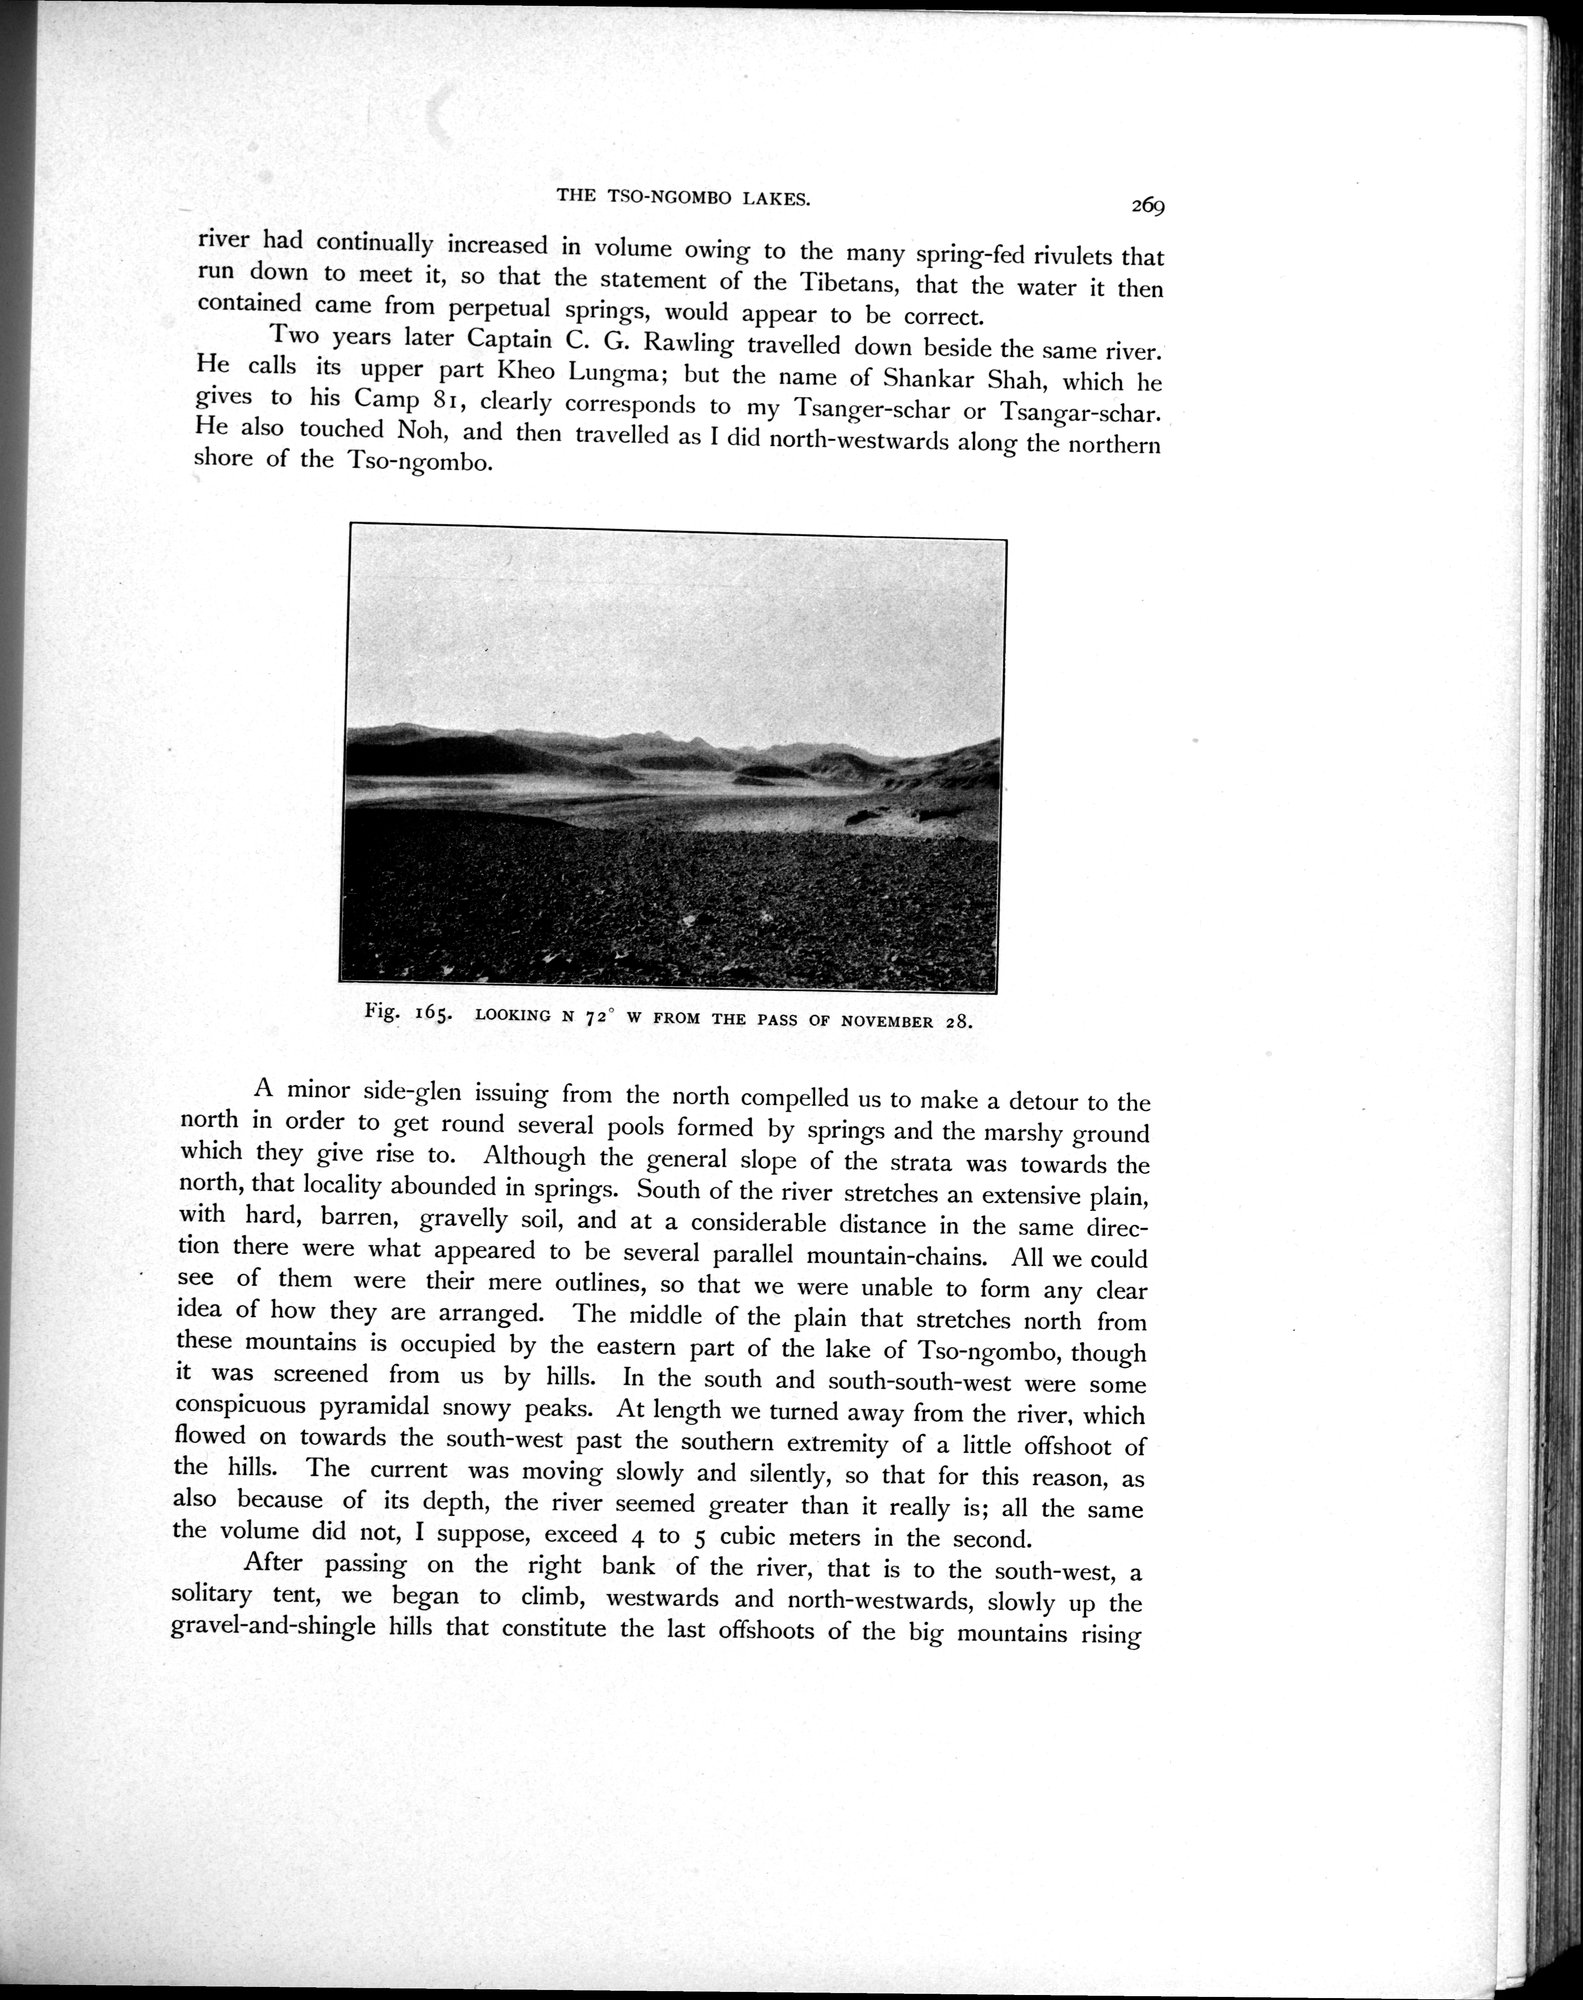 THE TSO-NGOMBO LAKES. 269
river had continually increased in volume owing to the many spring-fed rivulets that
run down to meet it, so that the statement of the Tibetans, that the water it then
contained came from perpetual springs, would appear to be correct.
Two years later Captain C. G. Rawling travelled down beside the same river.
He calls its upper part Kheo Lungma; but the name of Shankar Shah, which he
gives to his Camp 81, clearly corresponds to my Tsanger-schar or Tsangar-schar.
He also touched Noh, and then travelled as I did north-westwards along the northern
shore of the Tso-ngombo.
Fig. 165. LOOKING N 72° W FROM THE PASS OF NOVEMBER 28.
A minor side-glen issuing from the north compelled us to make a detour to the
north in order to get round several pools formed by springs and the marshy ground
which they give rise to. Although the general slope of the strata was towards the
north, that locality abounded in springs. South of the river stretches an extensive plain,
with hard, barren, gravelly soil, and at a considerable distance in the same direc-
tion there were what appeared to be several parallel mountain-chains. All we could
see of them were their mere outlines, so that we were unable to form any clear
idea of how they are arranged. The middle of the plain that stretches north from
these mountains is occupied by the eastern part of the lake of Tso-ngombo, though
it was screened from us by hills. In the south and south-south-west were some
conspicuous pyramidal snowy peaks. At length we turned away from the river, which
flowed on towards the south-west past the southern extremity of a little offshoot of
the hills. The current was moving slowly and silently, so that for this reason, as
also because of its depth, the river seemed greater than it really is; all the same
the volume did not, I suppose, exceed 4 to 5 cubic meters in the second.
After passing on the right bank of the river, that is to the south-west, a
solitary tent, we began to climb, westwards and north-westwards, slowly up the
gravel-and-shingle hills that constitute the last offshoots of the big mountains rising